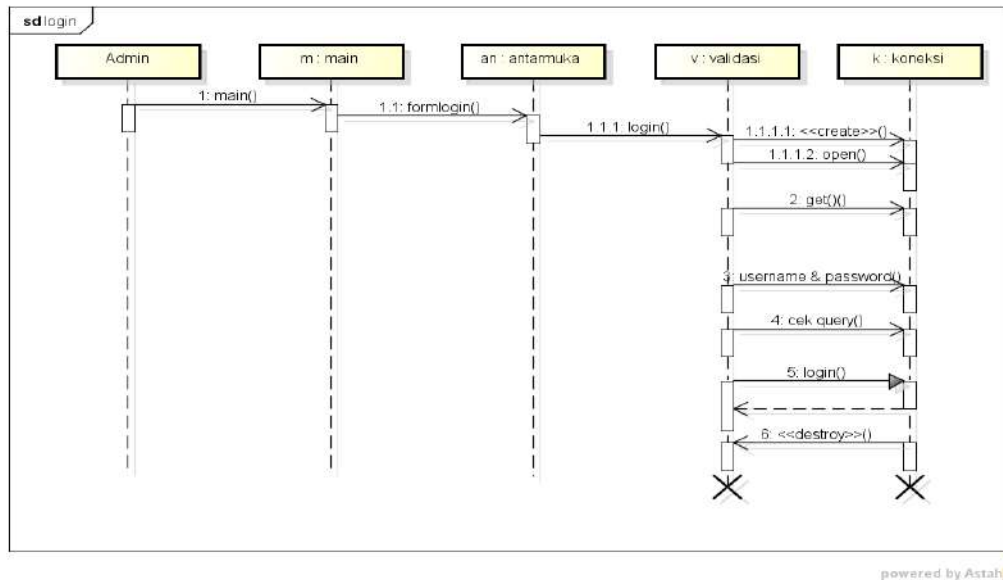 sd login
Admin
m : main
an : antarmuka
v : validasi
k : koneksi
1: main()
1.1: formlogin()
1.1.1: login()
1.1.1.1: <<create>>()
1.1.1.2: open()
2: get()()
3: username & password()
4: cek query()
5: login()
6: <<destroy>>()
powered by Astah